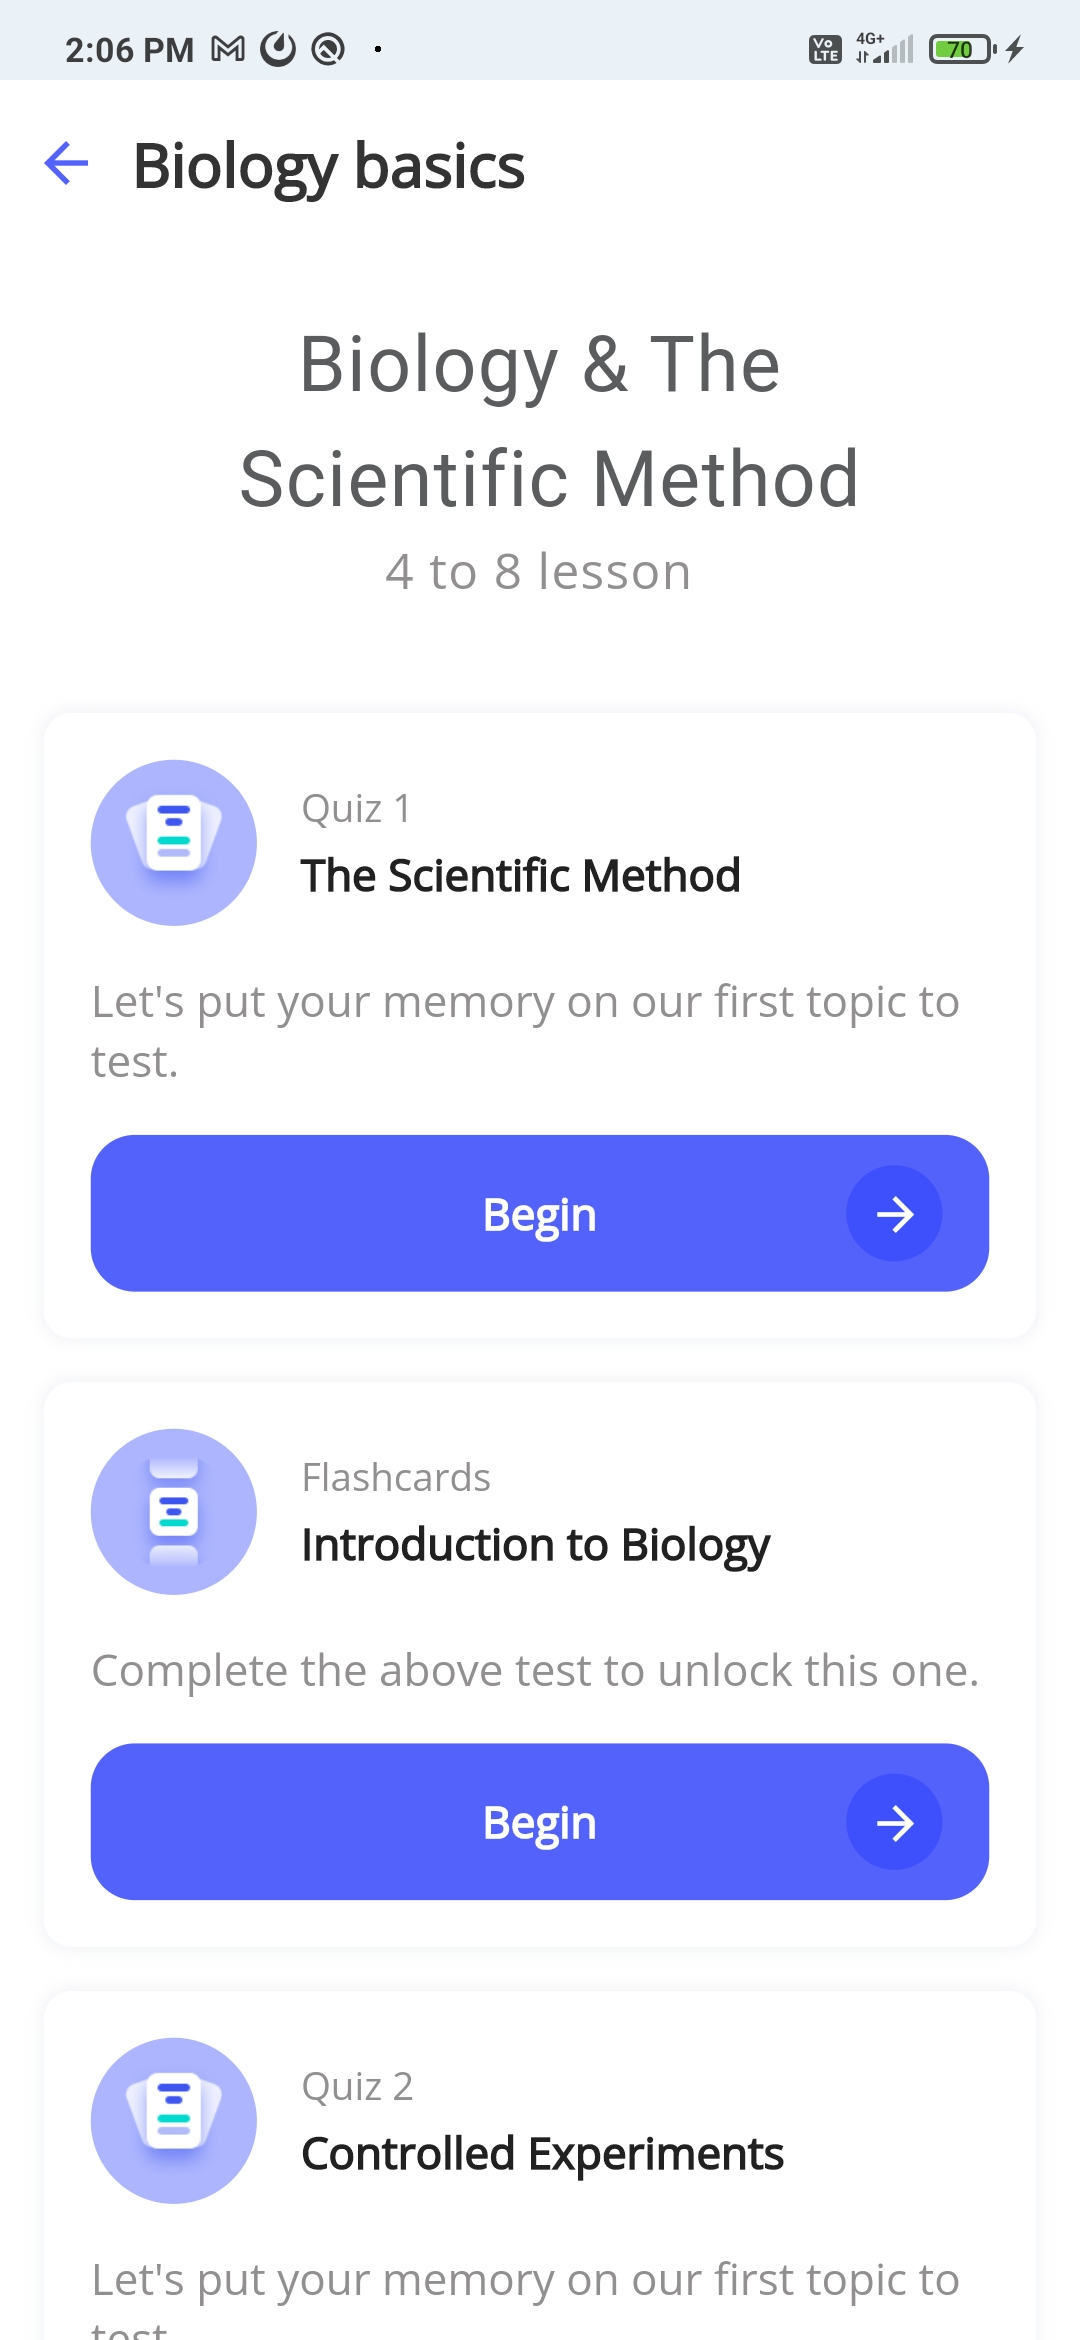 2:06 PM
Vo LTE
4G+
70
Biology basics
Biology & The
Scientific Method
4 to 8 lesson
Quiz 1
The Scientific Method
Let's put your memory on our first topic to
test.
Begin
Flashcards
Introduction to Biology
Complete the above test to unlock this one.
Begin
Quiz 2
Controlled Experiments
Let's put your memory on our first topic to
test.